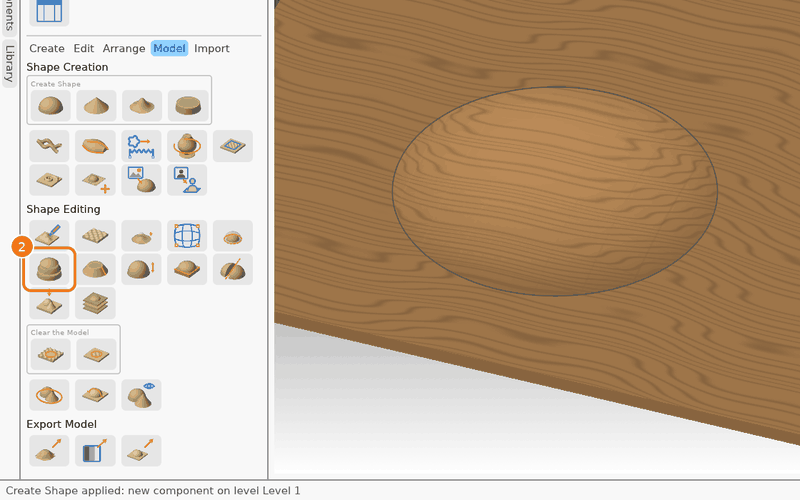 nents
Library
Create Edit Arrange Model Import
Shape Creation
Create Shape
Shape Editing
2
Clear the Model
Export Model
Create Shape applied: new component on level Level 1